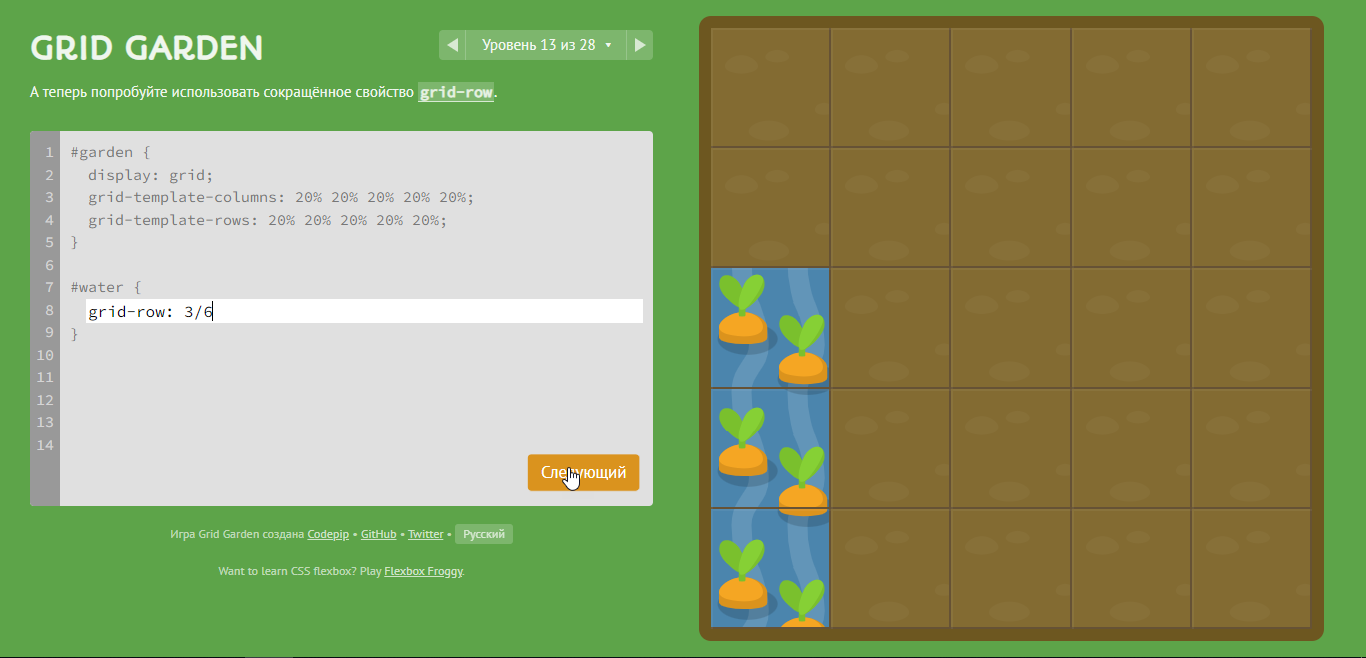 GRID GARDEN
Уровень 13 из 28
А теперь попробуйте использовать сокращённое свойство grid-row.
1 #garden {
2 display: grid;
3 grid-template-columns: 20% 20% 20% 20% 20%;
4 grid-template-rows: 20% 20% 20% 20% 20%;
5 }
6
7 #water {
8 grid-row: 3/6
9 }
10
11
12
13
14
Следующий
Игра Grid Garden создана Codepip • GitHub • Twitter • Русский
Want to learn CSS flexbox? Play Flexbox Froggy.